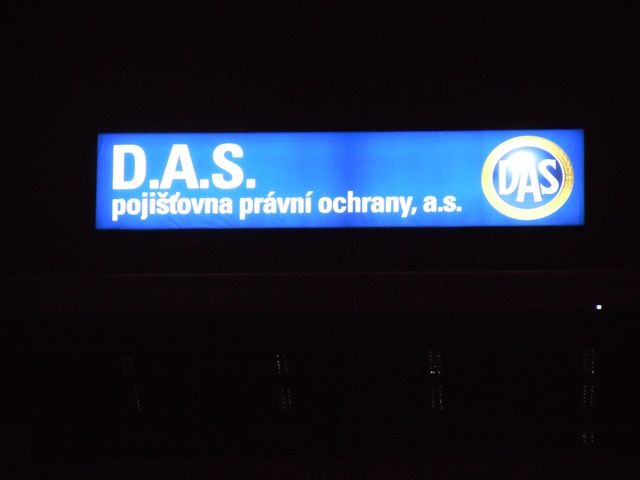 D.A.S.
pojišťovna právní ochrany, a.s.
DAS